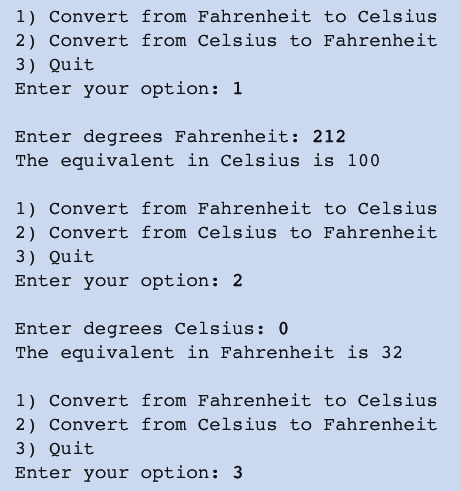 1) Convert from Fahrenheit to Celsius
2) Convert from Celsius to Fahrenheit
3) Quit
Enter your option: 1
Enter degrees Fahrenheit: 212
The equivalent in Celsius is 100
1) Convert from Fahrenheit to Celsius
2) Convert from Celsius to Fahrenheit
3) Quit
Enter your option: 2
Enter degrees Celsius: 0
The equivalent in Fahrenheit is 32
1) Convert from Fahrenheit to Celsius
2) Convert from Celsius to Fahrenheit
3) Quit
Enter your option: 3